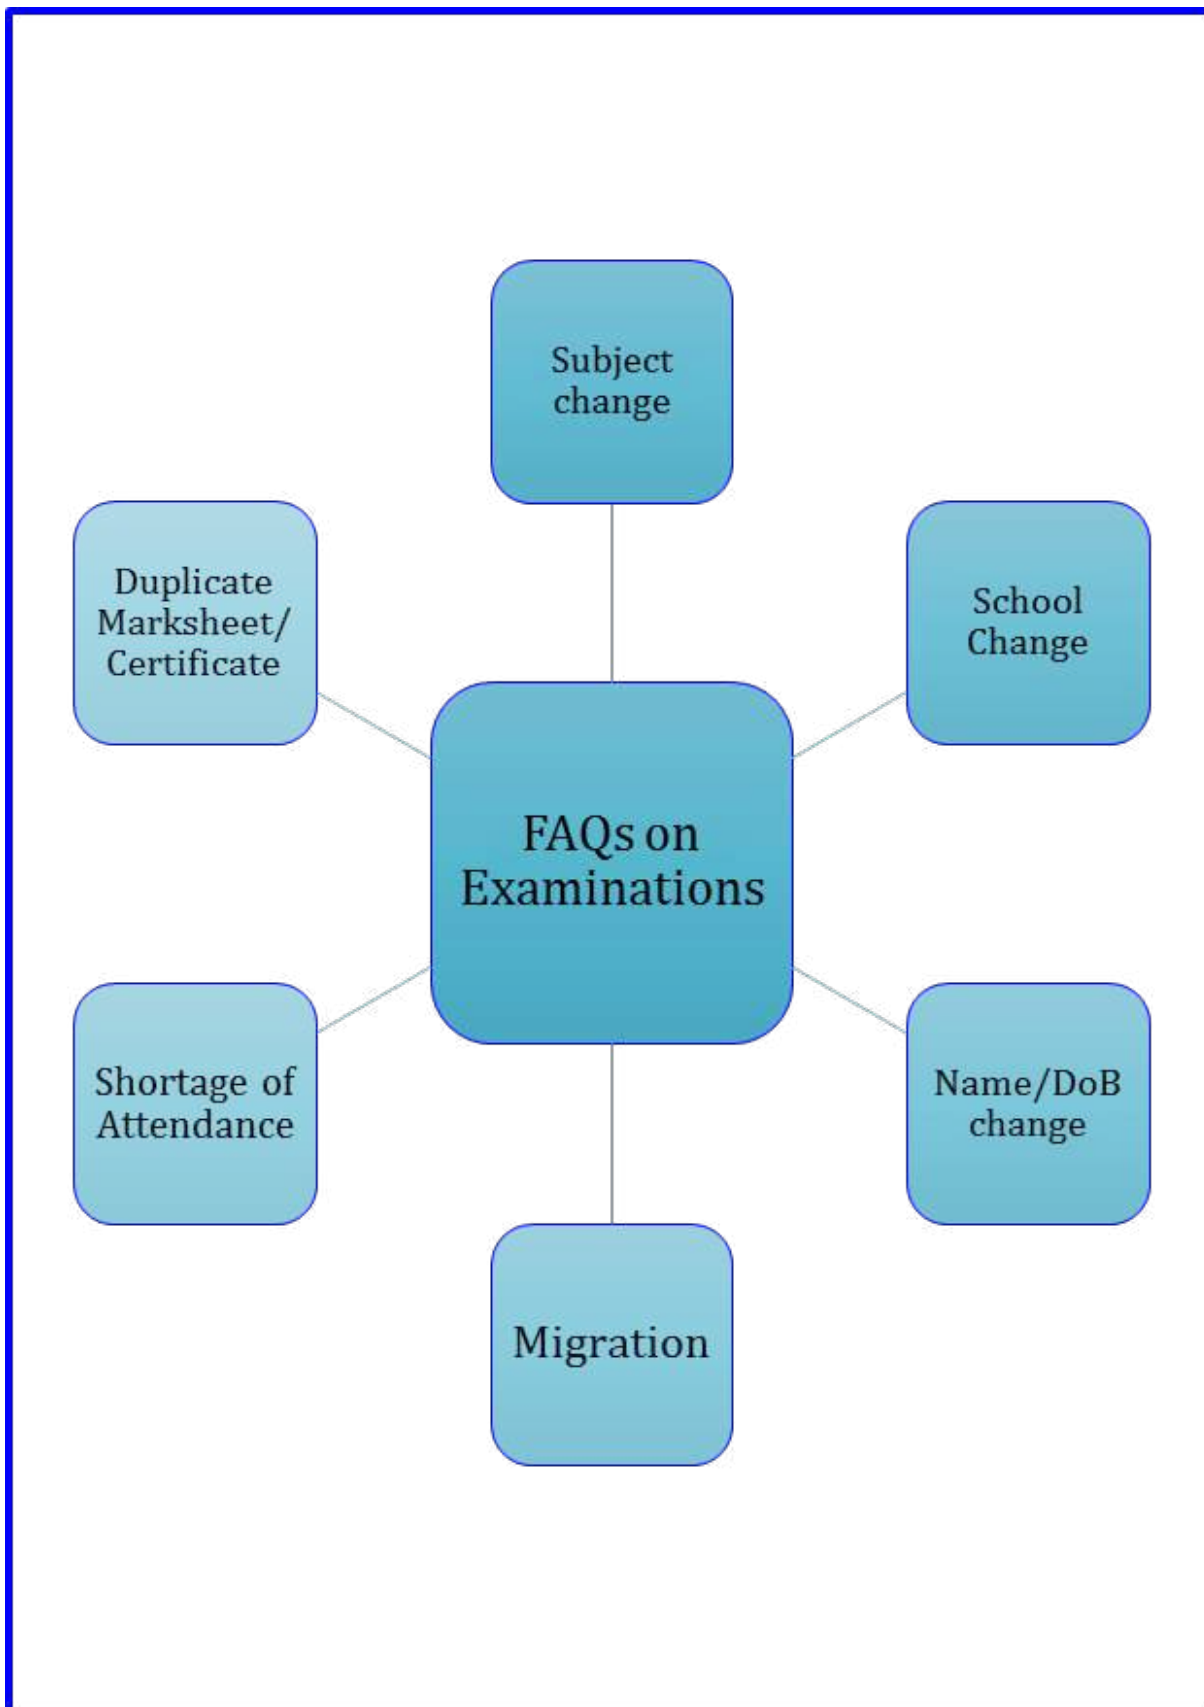 Subject
change
Duplicate
Marksheet/
Certificate
School
Change
FAQs on
Examinations
Shortage of
Attendance
Name/DoB
change
Migration